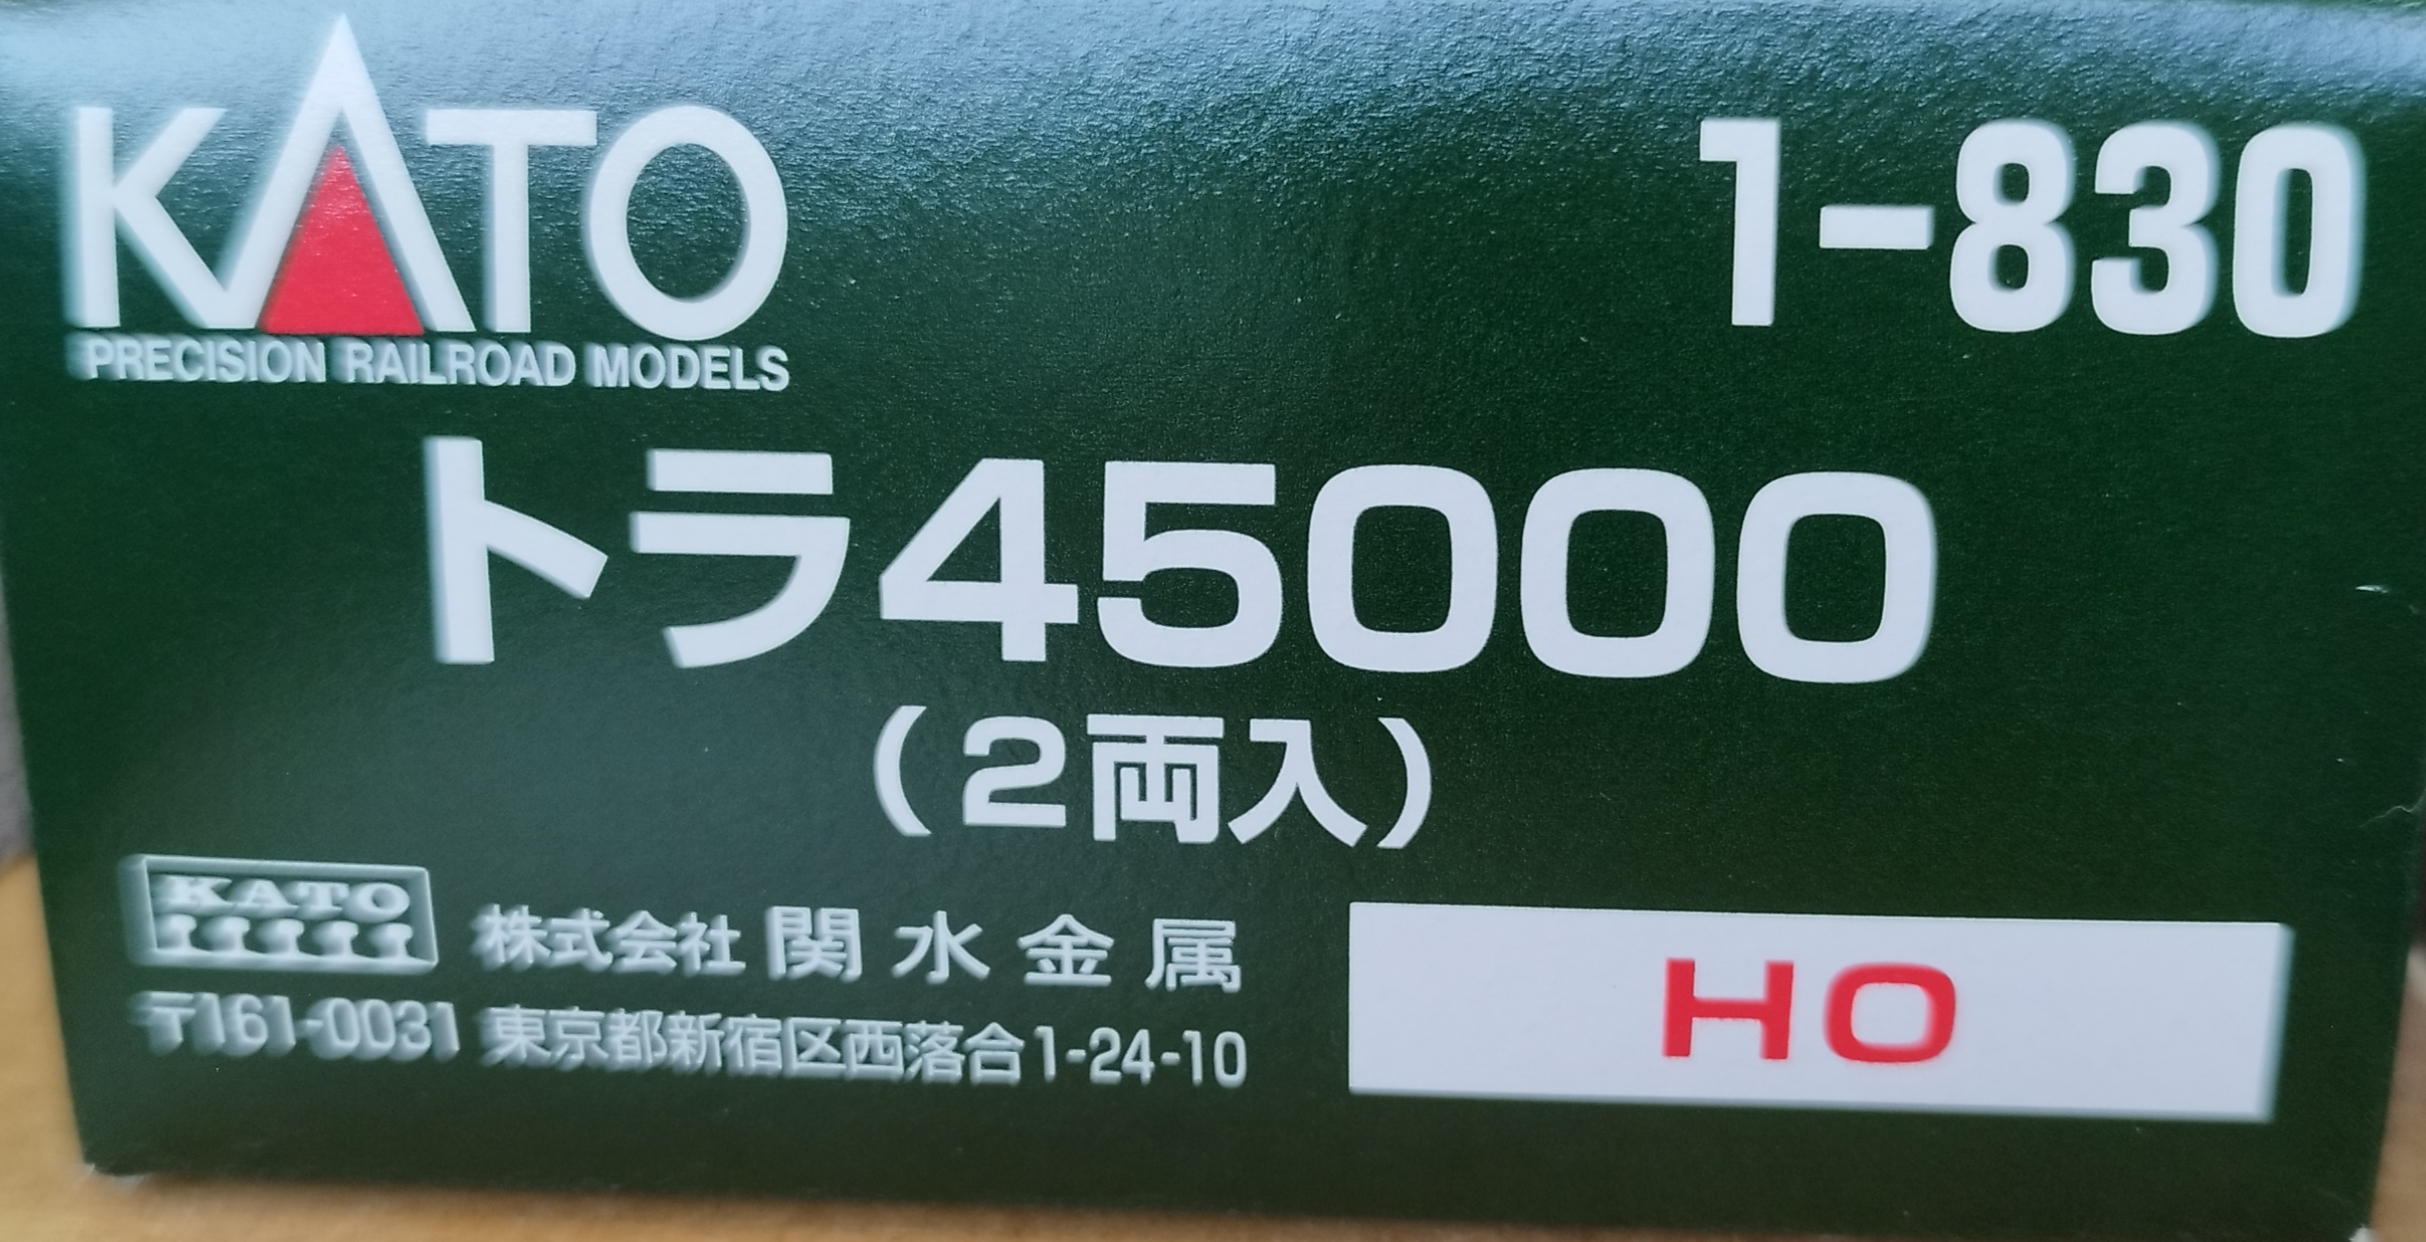 KATO
1-830
PRECISION RAILROAD MODELS
トラ45000
(2両入)
KATO
株式会社 関水金属
〒161-0031 東京都新宿区西落合1-24-10
HO